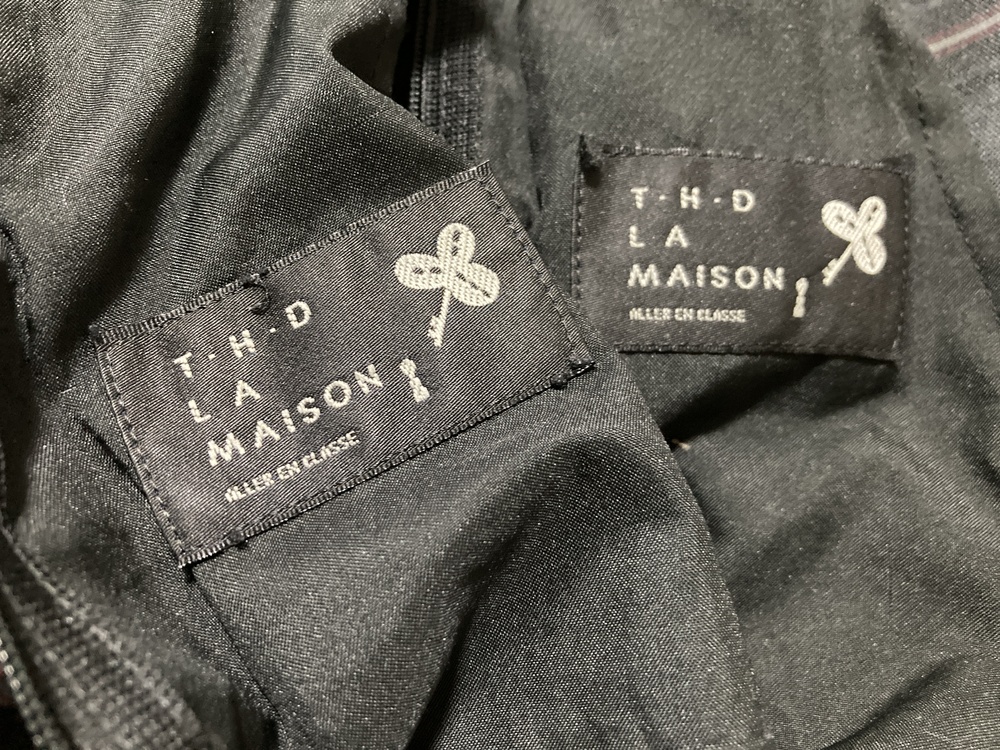 T·H·D
LA
MAISON
ALLER EN CLASSE
T·H·D
LA
MAISON
ALLER EN CLASSE